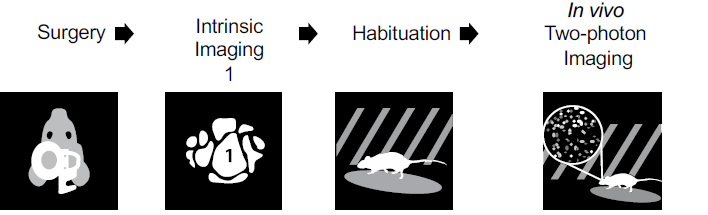 Surgery
Intrinsic
Imaging
1
Habituation
In vivo
Two-photon
Imaging
1